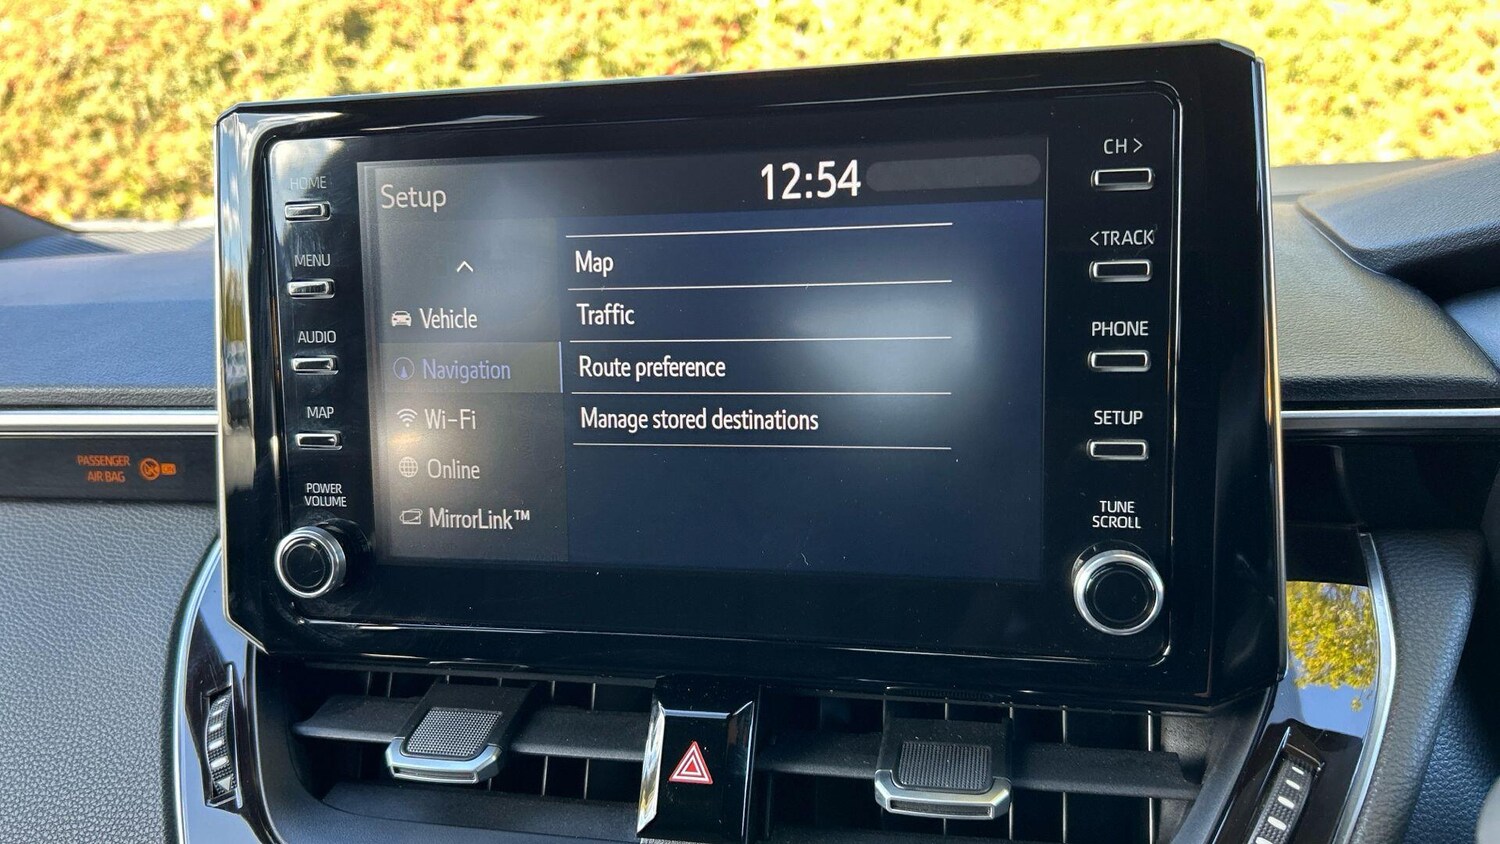 HOME
MENU
AUDIO
MAP
POWER
VOLUME
Setup
12:54
Vehicle
Navigation
Wi-Fi
Online
MirrorLink™
Map
Traffic
Route preference
Manage stored destinations
CH >
<TRACK
PHONE
SETUP
TUNE
SCROLL
PASSENGER
AIR BAG
ON